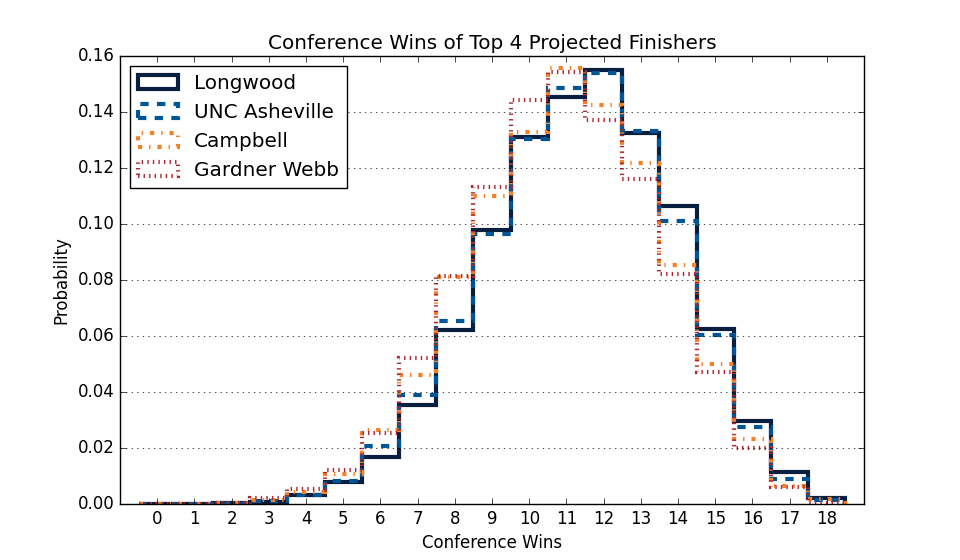 Conference Wins of Top 4 Projected Finishers
0.16
0.14
0.12
0.10
0.08
0.06
0.04
0.02
0.00
Probability
Longwood
UNC Asheville
Campbell
Gardner Webb
0 1 2 3 4 5 6 7 8 9 10 11 12 13 14 15 16 17 18
Conference Wins